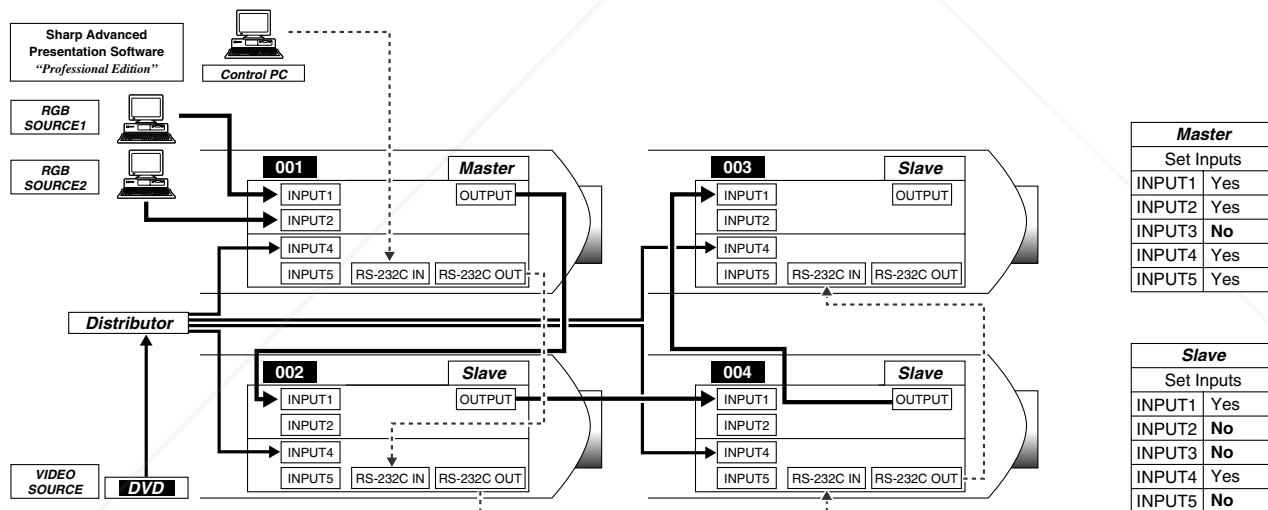 Sharp Advanced
Presentation Software
“Professional Edition”
Control PC
RGB
SOURCE1
RGB
SOURCE2
001
Master
INPUT1
OUTPUT
INPUT2
INPUT4
INPUT5
RS-232C IN
RS-232C OUT
003
Slave
INPUT1
OUTPUT
INPUT2
INPUT4
INPUT5
RS-232C IN
RS-232C OUT
Distributor
002
Slave
INPUT1
OUTPUT
INPUT2
INPUT4
INPUT5
RS-232C IN
RS-232C OUT
004
Slave
INPUT1
OUTPUT
INPUT2
INPUT4
INPUT5
RS-232C IN
RS-232C OUT
VIDEO
SOURCE
DVD
Master
Set Inputs
INPUT1 Yes
INPUT2 Yes
INPUT3 No
INPUT4 Yes
INPUT5 Yes
Slave
Set Inputs
INPUT1 Yes
INPUT2 No
INPUT3 No
INPUT4 Yes
INPUT5 No